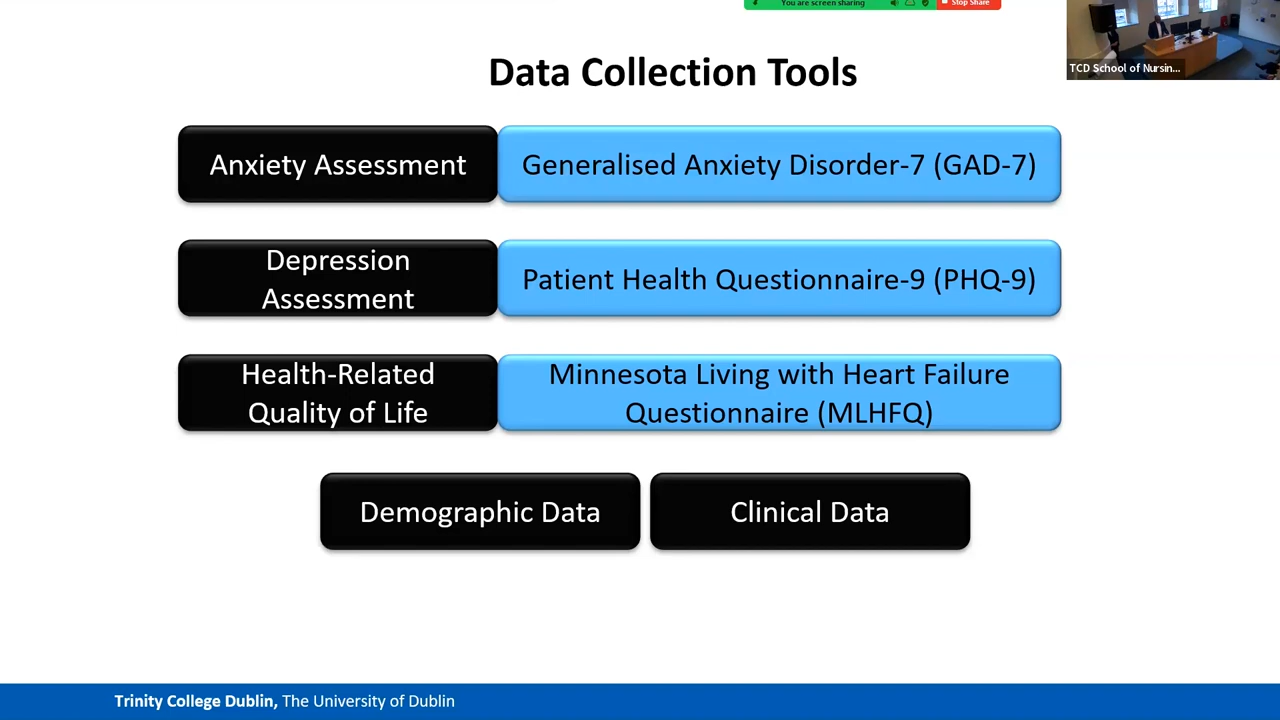 You are screen sharing
Stop Share
TCD School of Nursin...
Data Collection Tools
Anxiety Assessment
Generalised Anxiety Disorder-7 (GAD-7)
Depression
Assessment
Patient Health Questionnaire-9 (PHQ-9)
Health-Related
Quality of Life
Minnesota Living with Heart Failure
Questionnaire (MLHFQ)
Demographic Data
Clinical Data
Trinity College Dublin, The University of Dublin